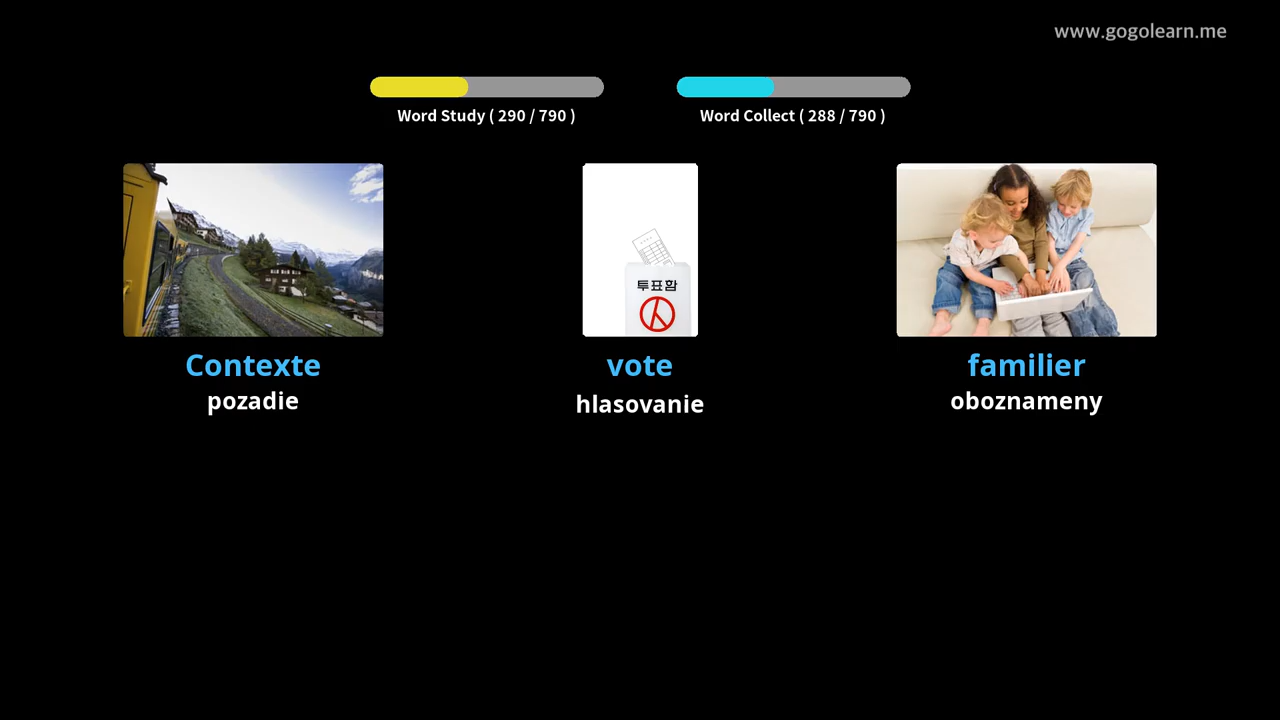 www.gogolearn.me
Word Study ( 290 / 790 )
Word Collect ( 288 / 790 )
투표함
Contexte
pozadie
vote
hlasovanie
familier
oboznameny